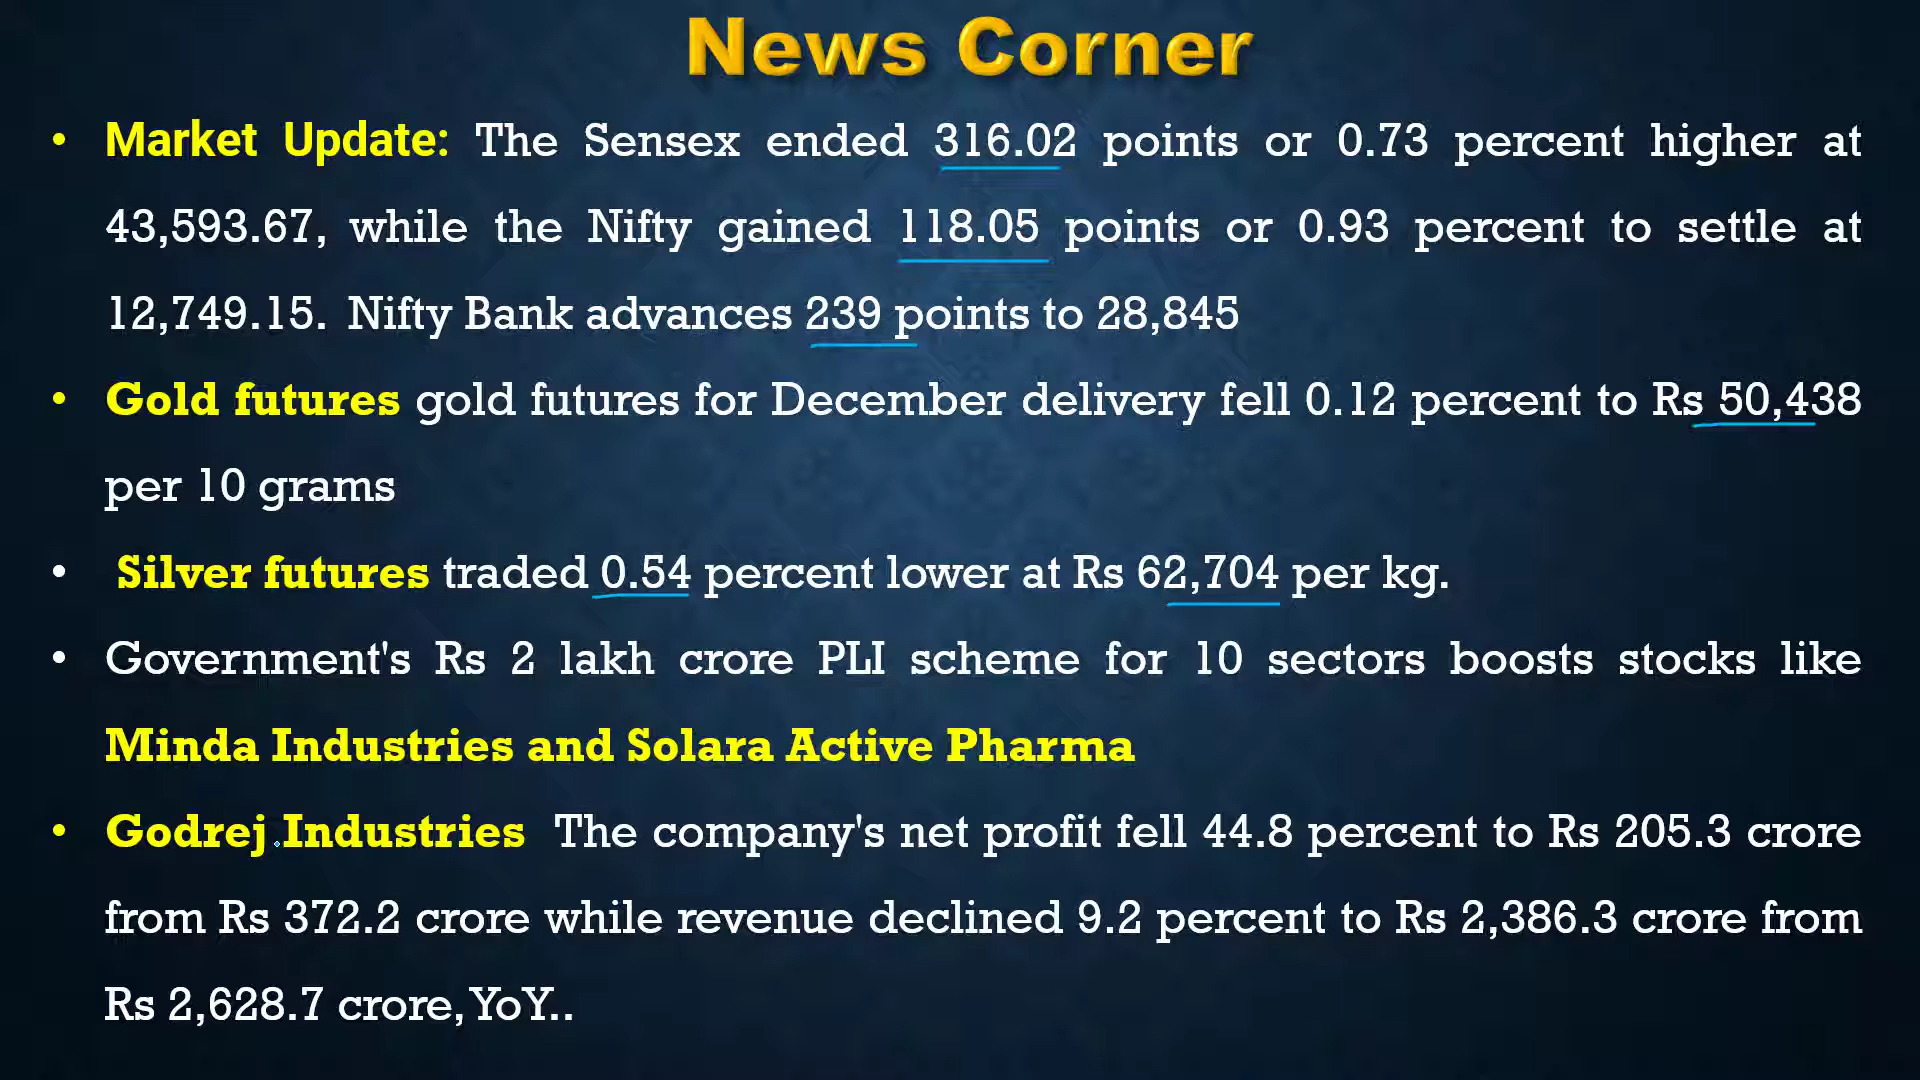 News Corner
• Market Update: The Sensex ended 316.02 points or 0.73 percent higher at
43,593.67, while the Nifty gained 118.05 points or 0.93 percent to settle at
12,749.15. Nifty Bank advances 239 points to 28,845
• Gold futures gold futures for December delivery fell 0.12 percent to Rs 50,438
per 10 grams
• Silver futures traded 0.54 percent lower at Rs 62,704 per kg.
• Government's Rs 2 lakh crore PLI scheme for 10 sectors boosts stocks like
Minda Industries and Solara Active Pharma
• Godrej Industries The company's net profit fell 44.8 percent to Rs 205.3 crore
from Rs 372.2 crore while revenue declined 9.2 percent to Rs 2,386.3 crore from
Rs 2,628.7 crore, YoY..